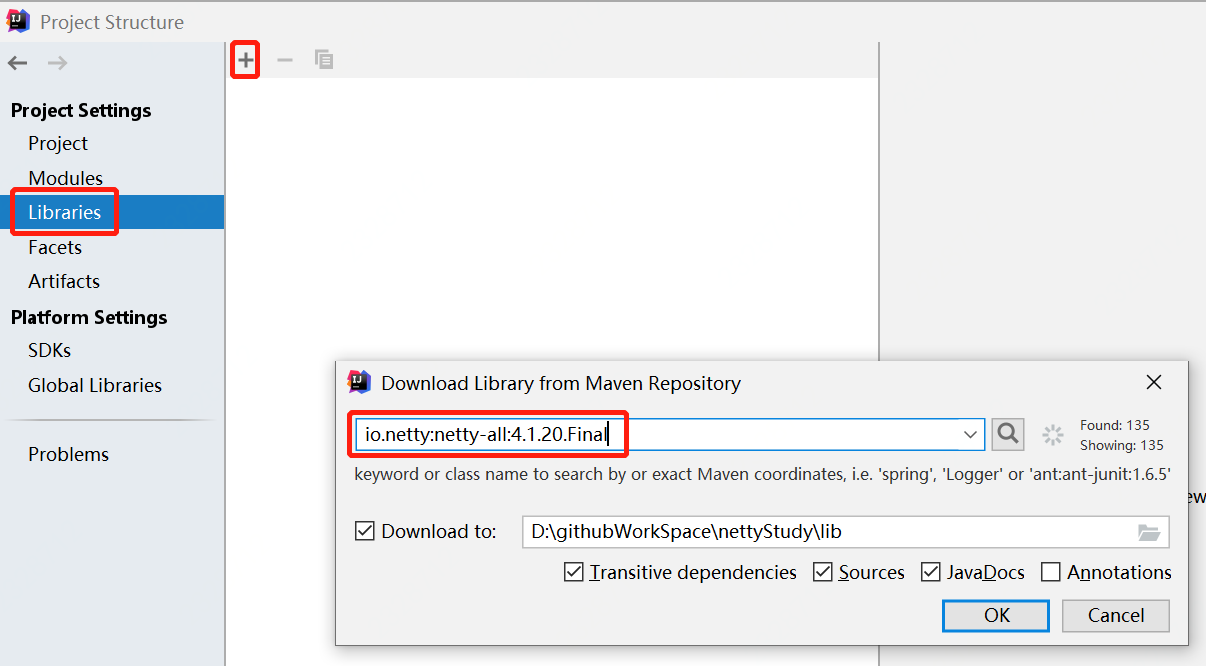 Project Structure
Project Settings
Project
Modules
Libraries
Facets
Artifacts
Platform Settings
SDKs
Global Libraries
Problems
Download Library from Maven Repository
io.netty:netty-all:4.1.20.Final
Found: 135
Showing: 135
keyword or class name to search by or exact Maven coordinates, i.e. 'spring', 'Logger' or 'ant:ant-junit:1.6.5'
Download to: D:\githubWorkSpace\nettyStudy\lib
Transitive dependencies Sources JavaDocs Annotations
OK Cancel